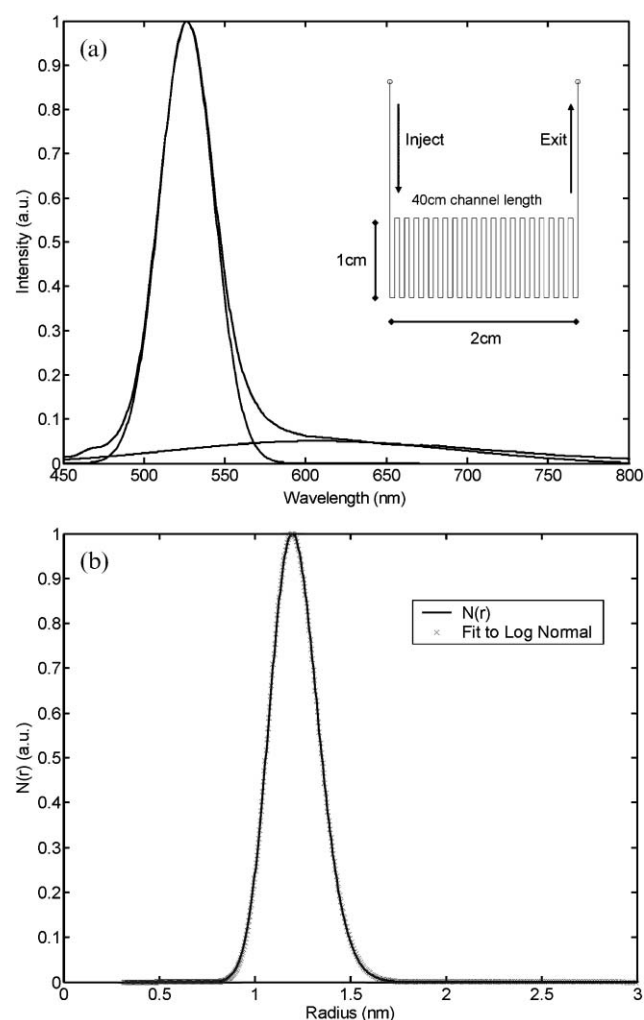 (a)
1
0.9
0.8
0.7
0.6
0.5
0.4
0.3
0.2
0.1
0
Intensity (a.u.)
Inject
Exit
40cm channel length
1cm
2cm
450 500 550 600 650 700 750 800
Wavelength (nm)
(b)
1
0.9
0.8
0.7
0.6
0.5
0.4
0.3
0.2
0.1
0
N(r) (a.u.)
N(r)
Fit to Log Normal
0 0.5 1 1.5 2 2.5 3
Radius (nm)